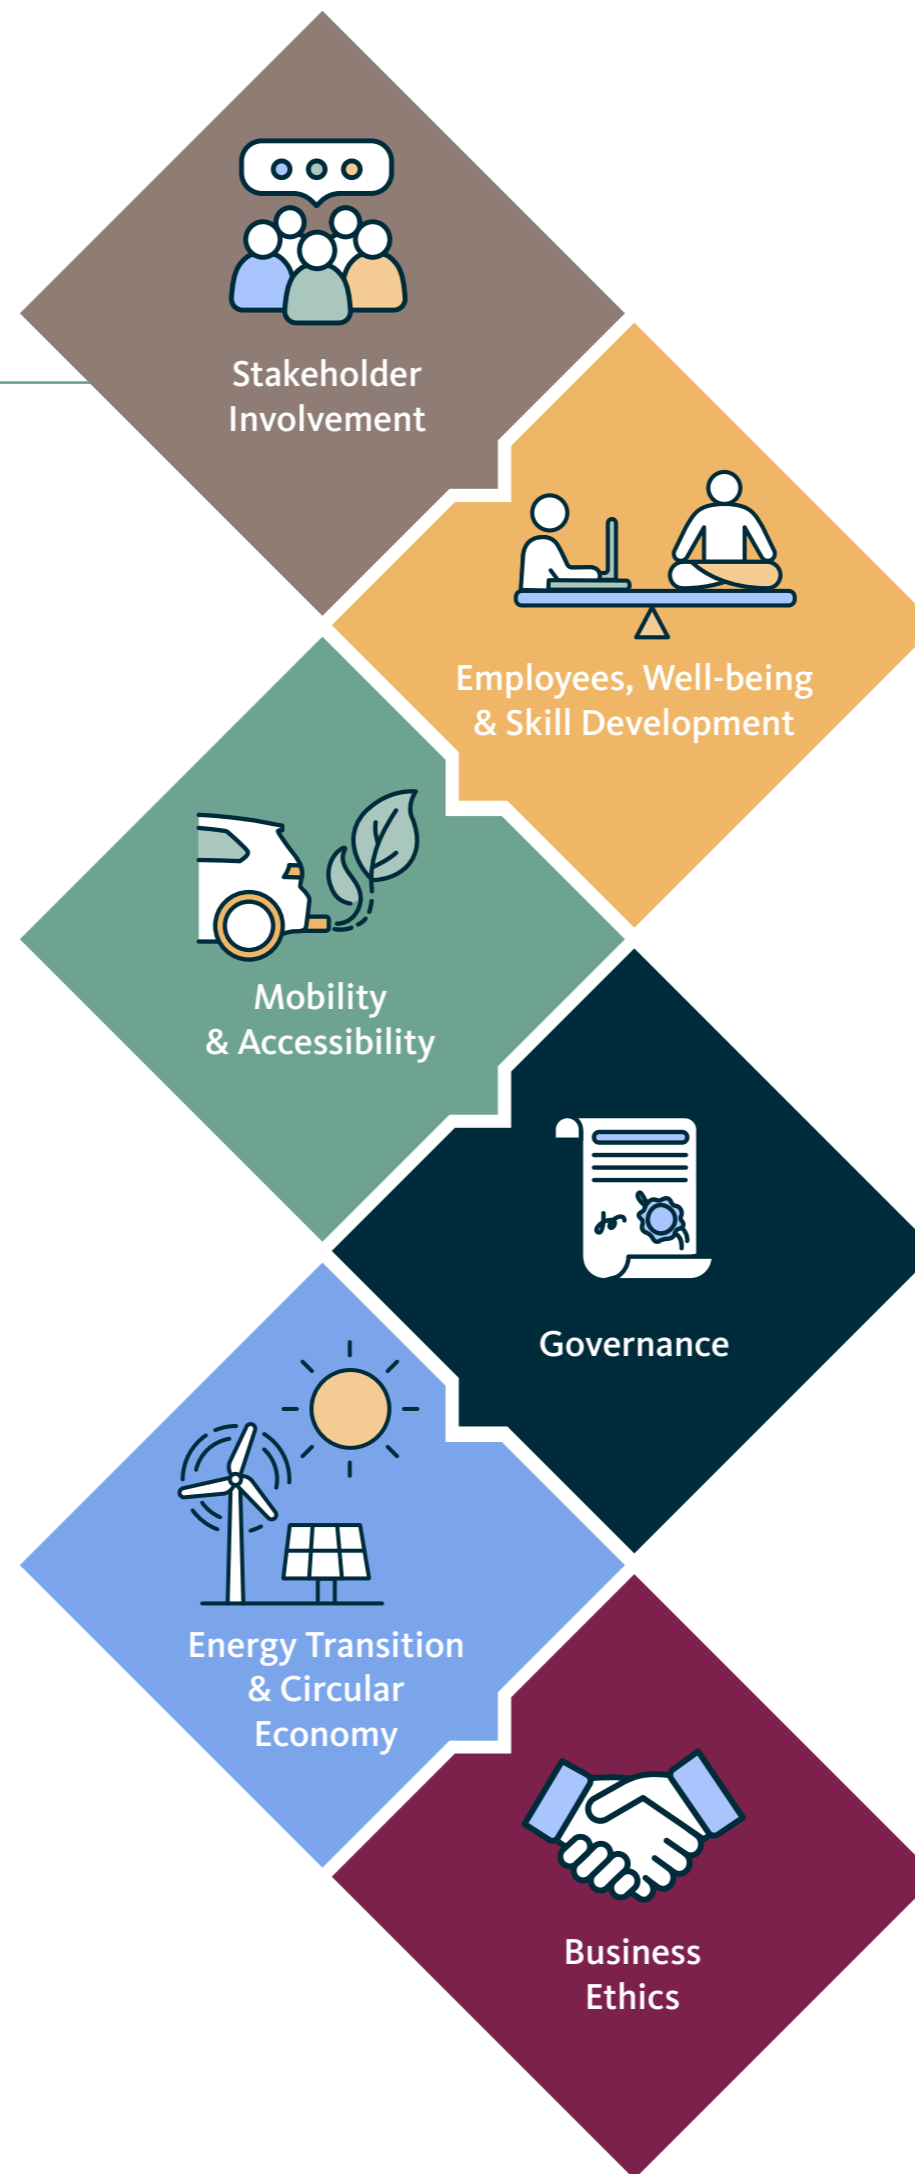 Stakeholder
Involvement
Employees, Well-being
& Skill Development
Mobility
& Accessibility
Governance
Energy Transition
& Circular
Economy
Business
Ethics